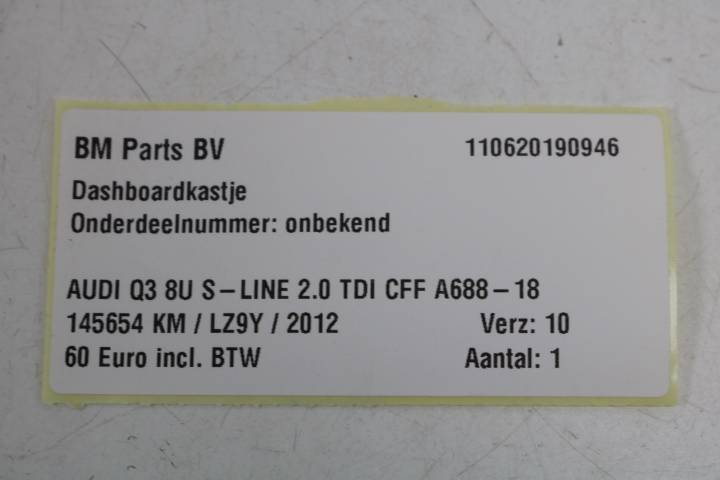 BM Parts BV 110620190946
Dashboardkastje
Onderdeelnummer: onbekend
AUDI Q3 8U S-LINE 2.0 TDI CFF A688-18
145654 KM / LZ9Y / 2012 Verz: 10
60 Euro incl. BTW Aantal: 1